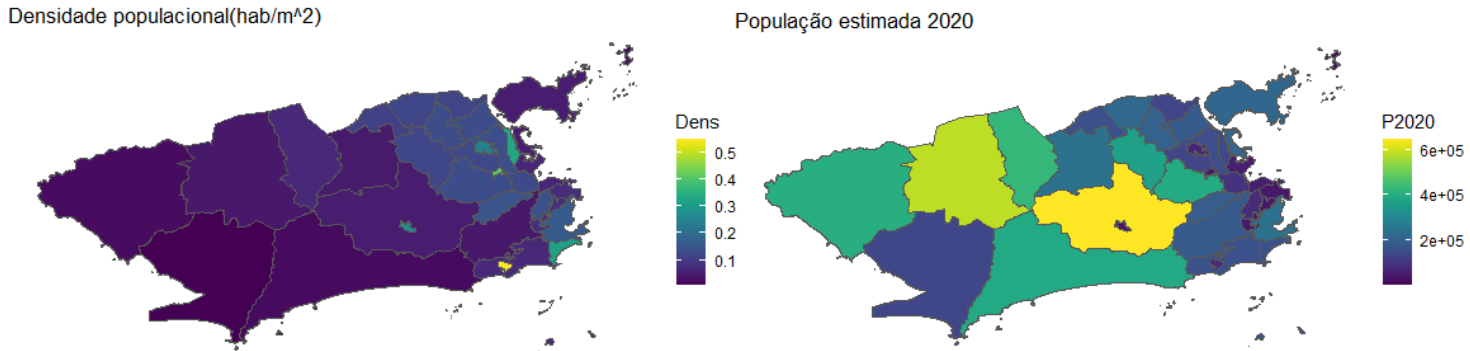 Densidade populacional(hab/m^2)
Dens
0.5
0.4
0.3
0.2
0.1
População estimada 2020
P2020
6e+05
4e+05
2e+05